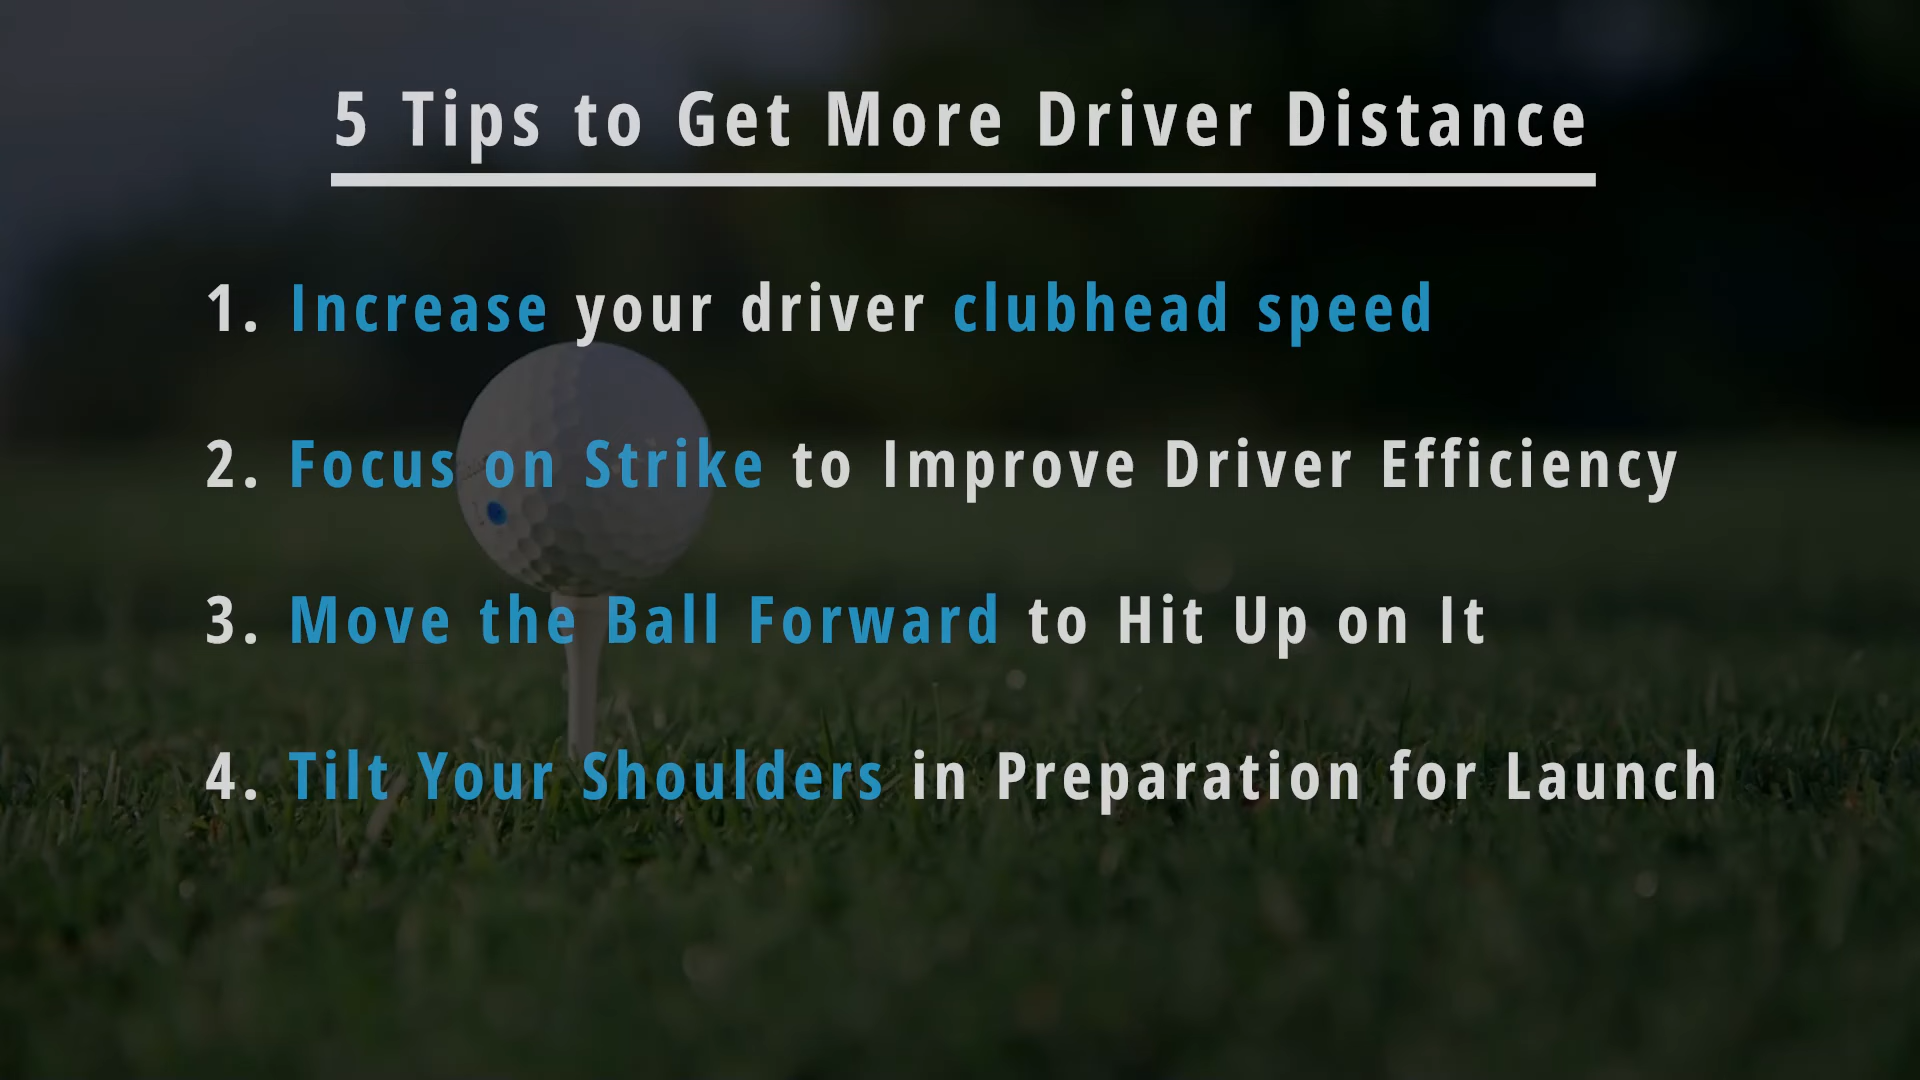 5 Tips to Get More Driver Distance
1. Increase your driver clubhead speed
2. Focus on Strike to Improve Driver Efficiency
3. Move the Ball Forward to Hit Up on It
4. Tilt Your Shoulders in Preparation for Launch